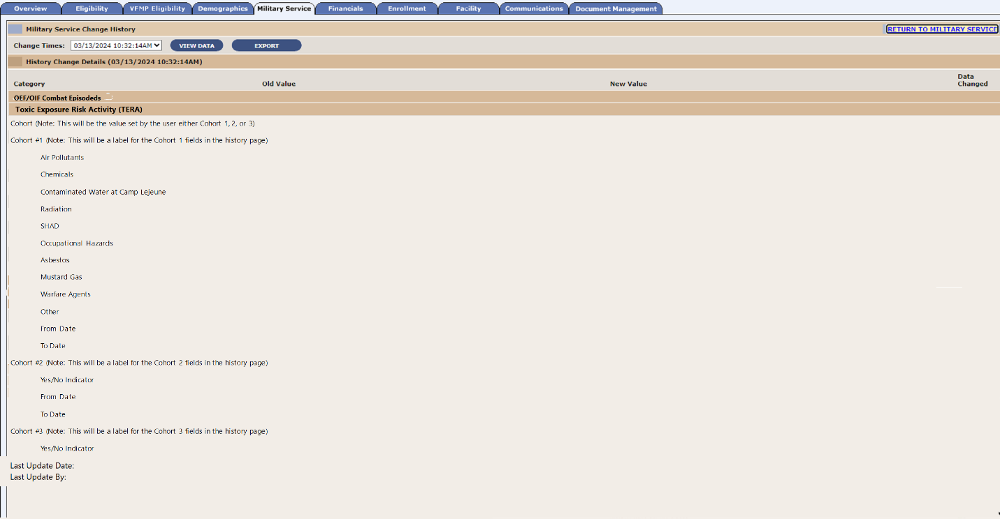 Overview Eligibility VFMP Eligibility Demographics Military Service Financials Enrollment Facility Communications Document Management
Military Service Change History RETURN TO MILITARY SERVICE
Change Times: 03/13/2024 10:32:14AM VIEW DATA EXPORT
History Change Details (03/13/2024 10:32:14AM)
Category Old Value New Value Data Changed
OEF/OIF Combat Episodeds
Toxic Exposure Risk Activity (TERA)
Cohort (Note: This will be the value set by the user either Cohort 1, 2, or 3)
Cohort #1 (Note: This will be a label for the Cohort 1 fields in the history page)
Air Pollutants
Chemicals
Contaminated Water at Camp Lejeune
Radiation
SHAD
Occupational Hazards
Asbestos
Mustard Gas
Warfare Agents
Other
From Date
To Date
Cohort #2 (Note: This will be a label for the Cohort 2 fields in the history page)
Yes/No Indicator
From Date
To Date
Cohort #3 (Note: This will be a label for the Cohort 3 fields in the history page)
Yes/No Indicator
Last Update Date:
Last Update By: